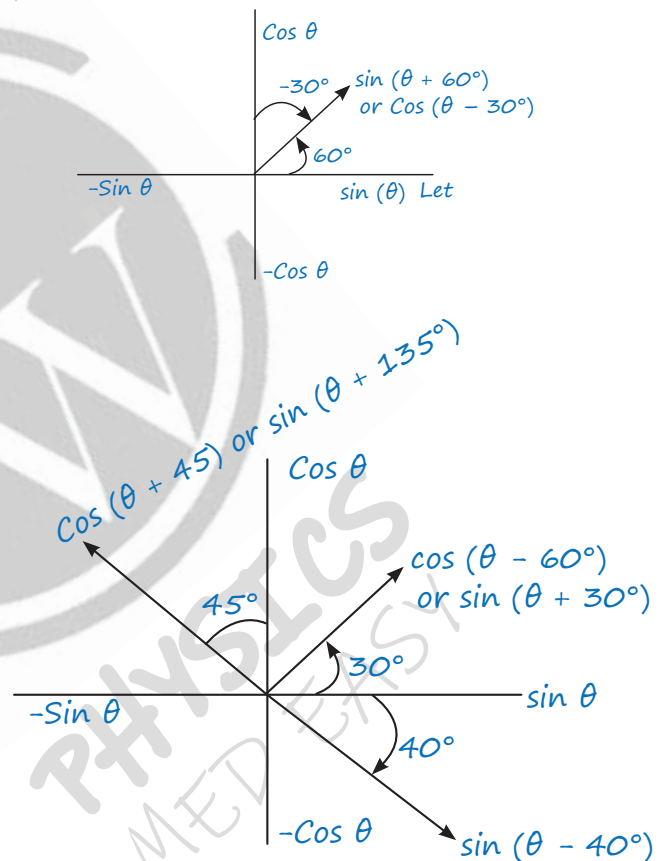 Cos θ
-30°
sin (θ + 60°)
or Cos (θ − 30°)
60°
-Sin θ
sin (θ) Let
-Cos θ
Cos (θ + 45) or sin (θ + 135°)
Cos θ
cos (θ − 60°)
or sin (θ + 30°)
45°
30°
-Sin θ
sin θ
40°
-Cos θ
sin (θ − 40°)
W
PHYSICS
MED EASY